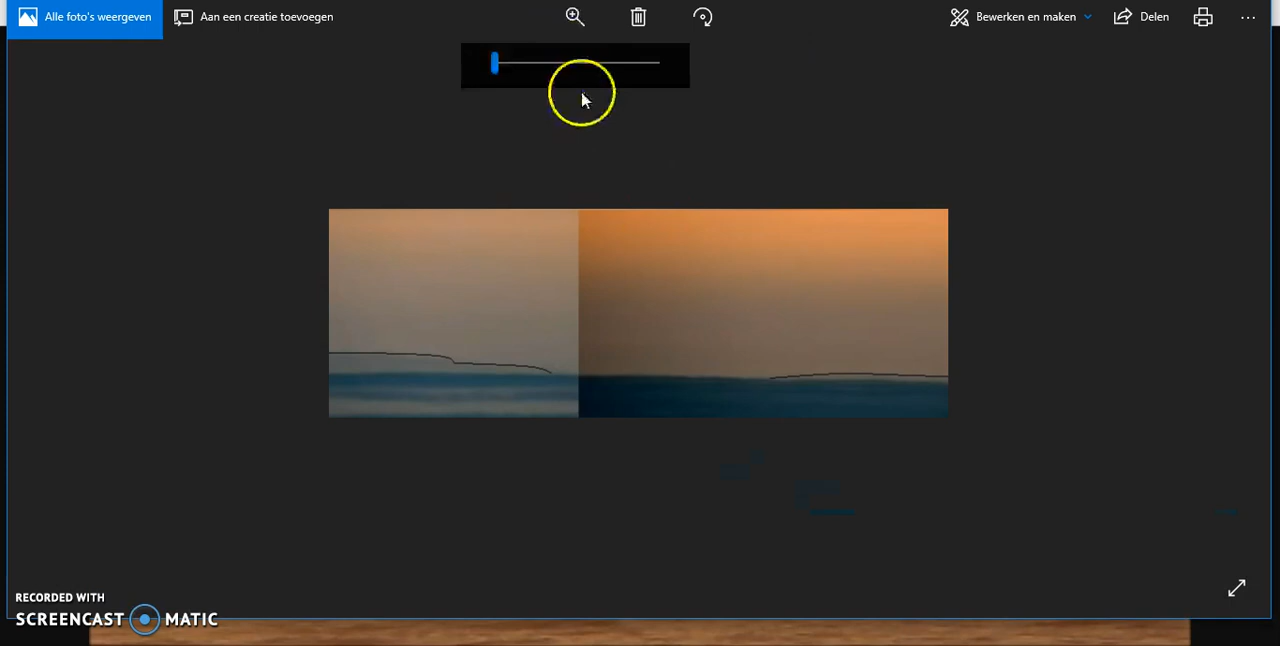 Alle foto's weergeven
Aan een creatie toevoegen
Bewerken en maken
Delen
RECORDED WITH
SCREENCAST MATIC